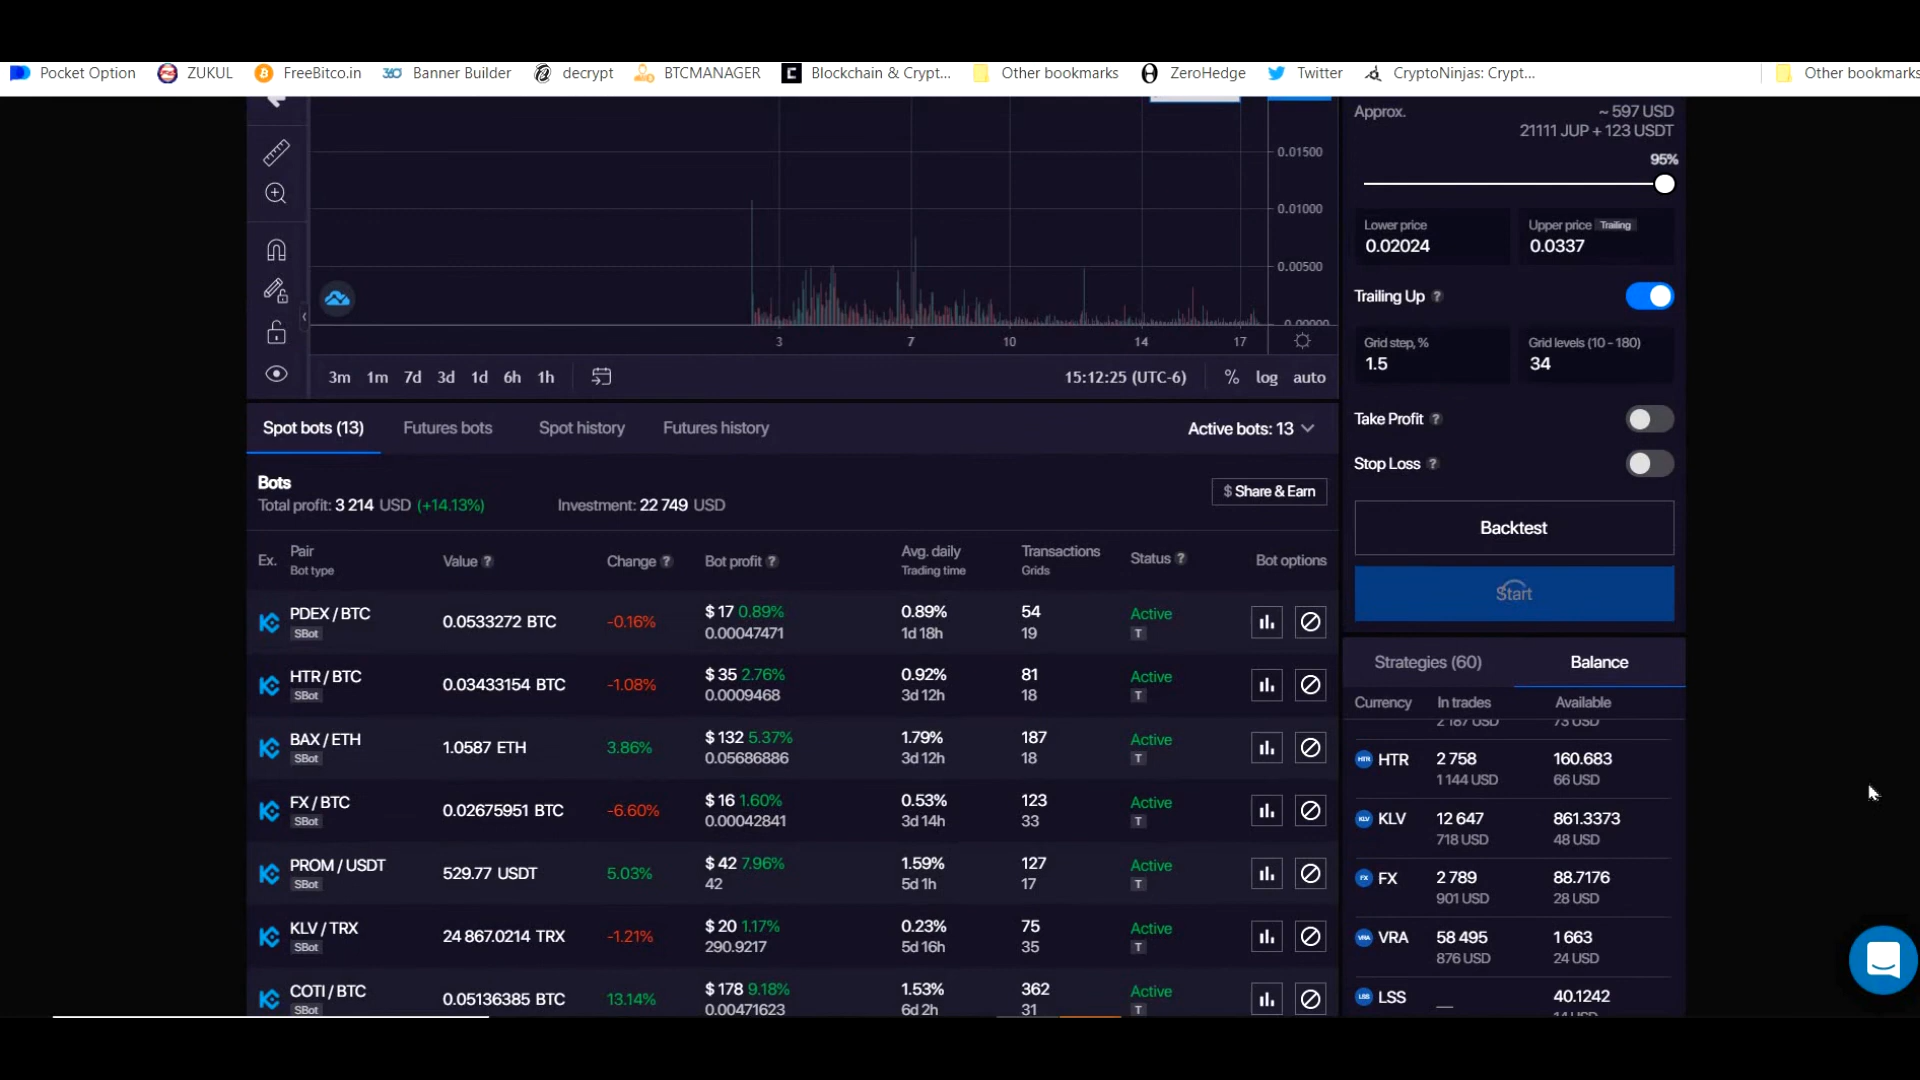 Pocket Option ZUKUL FreeBitco.in Banner Builder decrypt BTCMANAGER Blockchain & Crypt... Other bookmarks ZeroHedge Twitter CryptoNinjas: Crypt... Other bookmarks
Approx. ~ 597 USD
21111 JUP + 123 USDT
95%
0.01500
0.01000
0.00500
0.00000
3 7 10 14 17
3m 1m 7d 3d 1d 6h 1h 15:12:25 (UTC-6) % log auto
Lower price Upper price Trailing
0.02024 0.0337
Trailing Up ?
Grid step, % Grid levels (10 - 180)
1.5 34
Take Profit ?
Stop Loss ?
Backtest
Start
Spot bots (13) Futures bots Spot history Futures history Active bots: 13
Bots
Total profit: 3 214 USD (+14.13%) Investment: 22 749 USD
$ Share & Earn
Ex. Pair Value ? Change ? Bot profit ? Avg. daily Transactions Status ? Bot options
Bot type Trading time Grids
PDEX / BTC 0.0533272 BTC -0.16% $ 17 0.89% 0.89% 54 Active
SBot 0.00047471 1d 18h 19 T
HTR / BTC 0.03433154 BTC -1.08% $ 35 2.76% 0.92% 81 Active
SBot 0.0009468 3d 12h 18 T
BAX / ETH 1.0587 ETH 3.86% $ 132 5.37% 1.79% 187 Active
SBot 0.05686886 3d 12h 18 T
FX / BTC 0.02675951 BTC -6.60% $ 16 1.60% 0.53% 123 Active
SBot 0.00042841 3d 14h 33 T
PROM / USDT 529.77 USDT 5.03% $ 42 7.96% 1.59% 127 Active
SBot 42 5d 1h 17 T
KLV / TRX 24 867.0214 TRX -1.21% $ 20 1.17% 0.23% 75 Active
SBot 290.9217 5d 16h 35 T
COTI / BTC 0.05136385 BTC 13.14% $ 178 9.18% 1.53% 362 Active
SBot 0.00471623 6d 2h 31 T
Strategies (60) Balance
Currency In trades Available
2 187 USD 73 USD
HTR 2 758 160.683
1 144 USD 66 USD
KLV 12 647 861.3373
718 USD 48 USD
FX 2 789 88.7176
901 USD 28 USD
VRA 58 495 1 663
876 USD 24 USD
LSS 40.1242